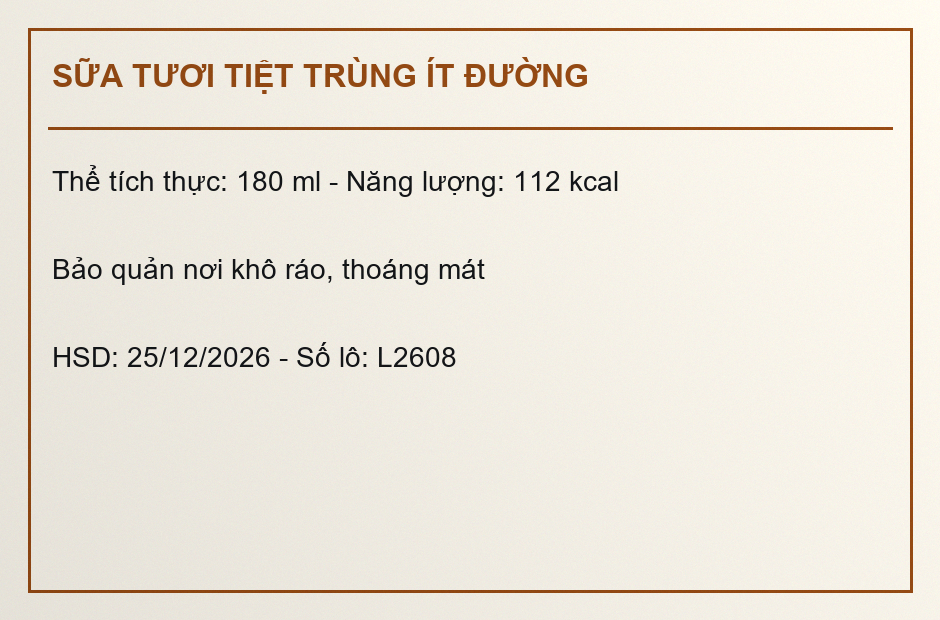 SỮA TƯƠI TIỆT TRÙNG ÍT ĐƯỜNG
Thể tích thực: 180 ml - Năng lượng: 112 kcal
Bảo quản nơi khô ráo, thoáng mát
HSD: 25/12/2026 - Số lô: L2608